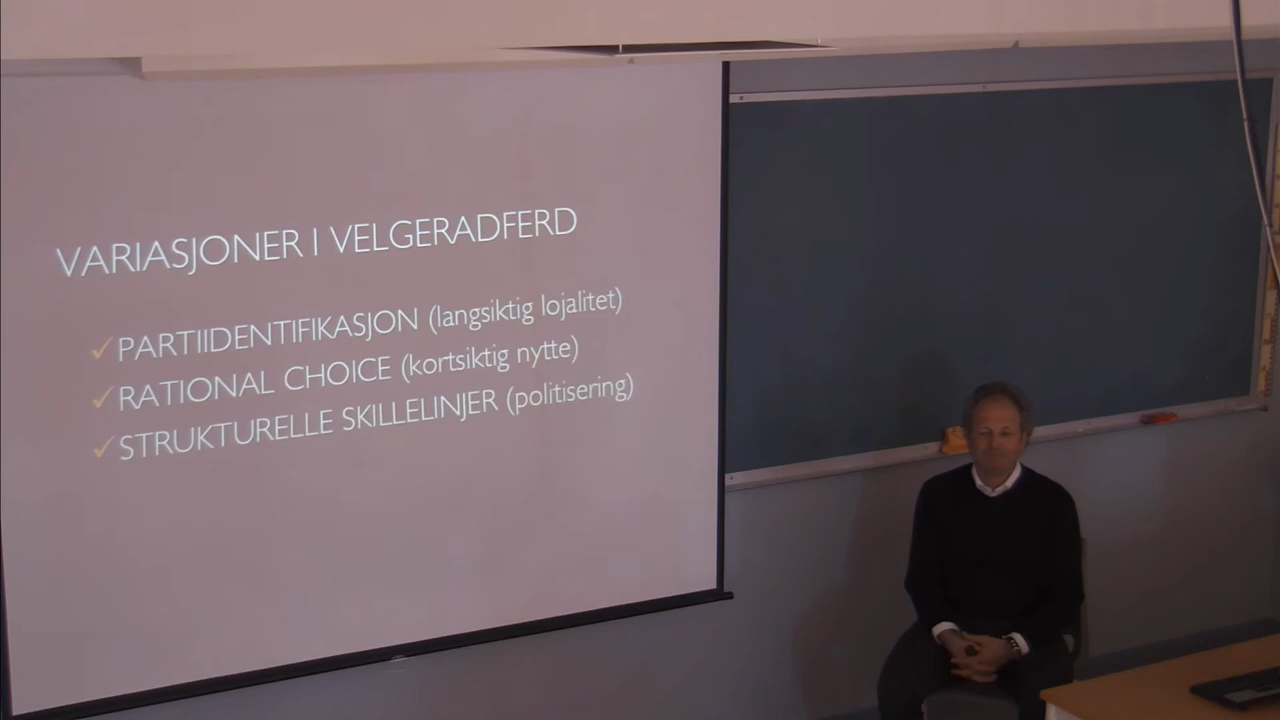 VARIASJONER I VELGERADFERD
✓ PARTIIDENTIFIKASJON (langsiktig lojalitet)
✓ RATIONAL CHOICE (kortsiktig nytte)
✓ STRUKTURELLE SKILLELINJER (politisering)